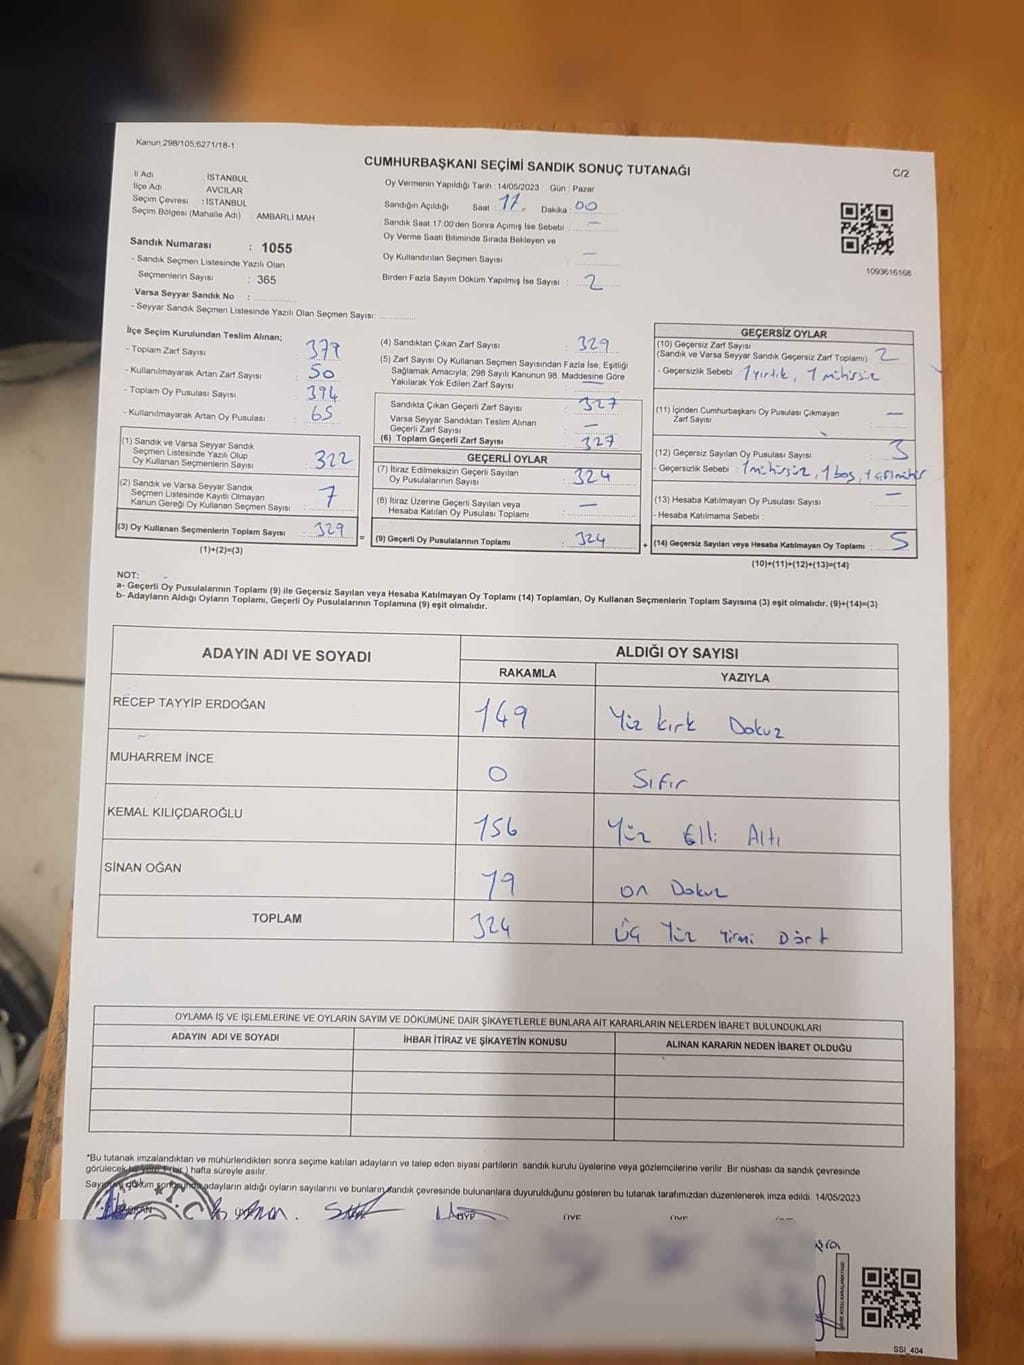 Kanun,298/105,6271/18-1
CUMHURBAŞKANI SEÇİMİ SANDIK SONUÇ TUTANAĞI
C/2
İl Adı : İSTANBUL
İlçe Adı AVCILAR
Seçim Çevresi : İSTANBUL
Seçim Bölgesi (Mahalle Adı) : AMBARLI MAH
Oy Vermenin Yapıldığı Tarih : 14/05/2023 Gün : Pazar
Sandığın Açıldığı Saat : 17. Dakika : 00
Sandık Saat 17:00'den Sonra Açımış İse Sebebi : —
Oy Verme Saati Bitiminde Sırada Bekleyen ve
Oy Kullandırılan Seçmen Sayısı : —
Birden Fazla Sayım Döküm Yapılmış İse Sayısı : 2
1093616168
Sandık Numarası : 1055
- Sandık Seçmen Listesinde Yazılı Olan
Seçmenlerin Sayısı : 365
Varsa Seyyar Sandık No :
- Seyyar Sandık Seçmen Listesinde Yazılı Olan Seçmen Sayısı:
İlçe Seçim Kurulundan Teslim Alınan;
- Toplam Zarf Sayısı : 379
- Kullanılmayarak Artan Zarf Sayısı : 50
- Toplam Oy Pusulası Sayısı : 394
- Kullanılmayarak Artan Oy Pusulası : 65
(1) Sandık ve Varsa Seyyar Sandık
Seçmen Listesinde Yazılı Olup
Oy Kullanan Seçmenlerin Sayısı : 322
(2) Sandık ve Varsa Seyyar Sandık
Seçmen Listesinde Kayıtlı Olmayan
Kanun Gereği Oy Kullanan Seçmen Sayısı : 7
(3) Oy Kullanan Seçmenlerin Toplam Sayısı : 329
(1)+(2)=(3)
=
(4) Sandıktan Çıkan Zarf Sayısı : 329
(5) Zarf Sayısı Oy Kullanan Seçmen Sayısından Fazla İse, Eşitliği
Sağlamak Amacıyla, 298 Sayılı Kanunun 98. Maddesine Göre
Yakılarak Yok Edilen Zarf Sayısı : —
Sandıkta Çıkan Geçerli Zarf Sayısı : 327
Varsa Seyyar Sandıktan Teslim Alınan
Geçerli Zarf Sayısı : —
(6) Toplam Geçerli Zarf Sayısı : 327
GEÇERLİ OYLAR
(7) İtiraz Edilmeksizin Geçerli Sayılan
Oy Pusulalarının Sayısı : 324
(8) İtiraz Üzerine Geçerli Sayılan veya
Hesaba Katılan Oy Pusulası Toplamı : —
(9) Geçerli Oy Pusulalarının Toplamı : 324
+
GEÇERSİZ OYLAR
(10) Geçersiz Zarf Sayısı
(Sandık ve Varsa Seyyar Sandık Geçersiz Zarf Toplamı) : 2
- Geçersizlik Sebebi : 1 yırtık, 1 mühürsüz
(11) İçinden Cumhurbaşkanı Oy Pusulası Çıkmayan
Zarf Sayısı : —
(12) Geçersiz Sayılan Oy Pusulası Sayısı : 3
- Geçersizlik Sebebi : 1 mühürsüz, 1 boş,
(13) Hesaba Katılmayan Oy Pusulası Sayısı : —
- Hesaba Katılmama Sebebi :
(14) Geçersiz Sayılan veya Hesaba Katılmayan Oy Toplamı : 5
(10)+(11)+(12)+(13)=(14)
NOT:
a- Geçerli Oy Pusulalarının Toplamı (9) ile Geçersiz Sayılan veya Hesaba Katılmayan Oy Toplamı (14) Toplamları, Oy Kullanan Seçmenlerin Toplam Sayısına (3) eşit olmalıdır. (9)+(14)=(3)
b- Adayların Aldığı Oyların Toplamı, Geçerli Oy Pusulalarının Toplamına (9) eşit olmalıdır.
ADAYIN ADI VE SOYADI ALDIĞI OY SAYISI
RAKAMLA YAZIYLA
RECEP TAYYİP ERDOĞAN 149 Yüz kırk Dokuz
MUHARREM İNCE 0 Sıfır
KEMAL KILIÇDAROĞLU 156 Yüz Elli Altı
SİNAN OĞAN 19 on Dokuz
TOPLAM 324 Üç Yüz Yirmi Dört
OYLAMA İŞ VE İŞLEMLERİNE VE OYLARIN SAYIM VE DÖKÜMÜNE DAİR ŞİKAYETLERLE BUNLARA AİT KARARLARIN NELERDEN İBARET BULUNDUKLARI
ADAYIN ADI VE SOYADI İHBAR İTİRAZ VE ŞİKAYETİN KONUSU ALINAN KARARIN NEDEN İBARET OLDUĞU
*Bu tutanak imzalandıktan ve mühürlendikten sonra seçime katılan adayların ve talep eden siyasi partilerin sandık kurulu üyelerine veya gözlemcilerine verilir. Bir nüshası da sandık çevresinde
görülecek bir yere 1 (bir) hafta süreyle asılır.
Sayım ve döküm sonucunda adayların aldığı oyların sayılarını ve bunların sandık çevresinde bulunanlara duyurulduğunu gösteren bu tutanak tarafımızdan düzenlenerek imza edildi. 14/05/2023
T.C.
BAŞKAN ÜYE ÜYE ÜYE
SSI_404